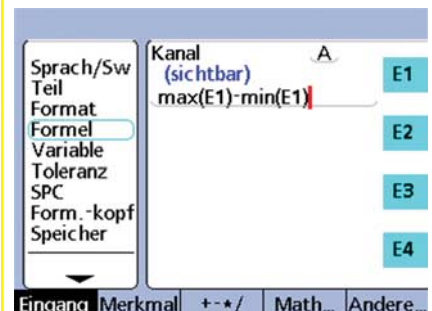 Sprach/Sw
Teil
Format
Formel
Variable
Toleranz
SPC
Form.-kopf
Speicher
Kanal A
(sichtbar)
max(E1)-min(E1)
E1
E2
E3
E4
Eingang Merkmal +-*/ Math... Andere...